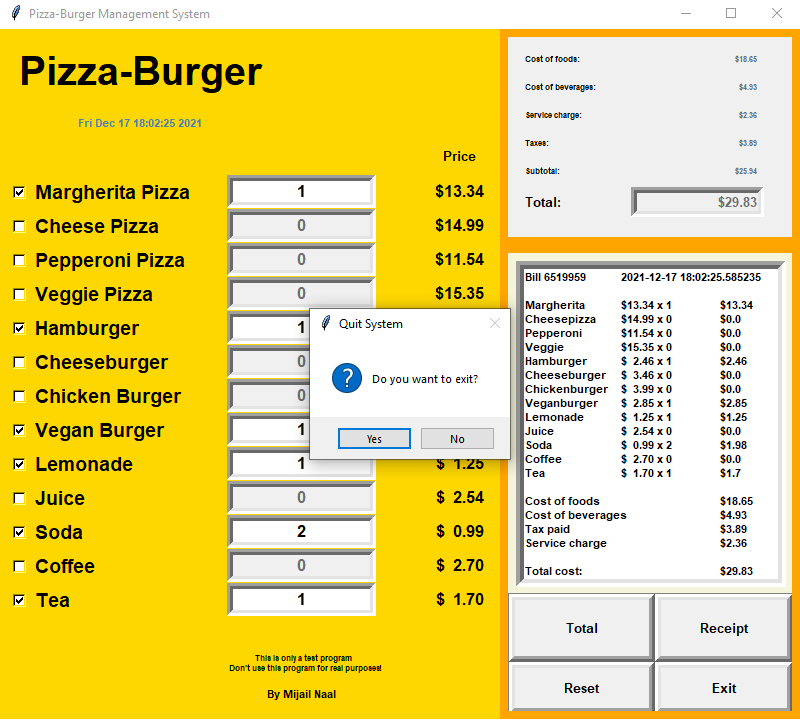 Pizza-Burger Management System
Pizza-Burger
Fri Dec 17 18:02:25 2021
Price
Margherita Pizza 1 $13.34
Cheese Pizza 0 $14.99
Pepperoni Pizza 0 $11.54
Veggie Pizza 0 $15.35
Hamburger 1
Cheeseburger 0
Chicken Burger 0
Vegan Burger 1
Lemonade 1 $ 1.25
Juice 0 $ 2.54
Soda 2 $ 0.99
Coffee 0 $ 2.70
Tea 1 $ 1.70
This is only a test program
Don't use this program for real purposes!
By Mijail Naal
Quit System
Do you want to exit?
Yes No
Cost of foods: $18.65
Cost of beverages: $4.93
Service charge: $2.36
Taxes: $3.89
Subtotal: $25.94
Total: $29.83
Bill 6519959 2021-12-17 18:02:25.585235
Margherita $13.34 x 1 $13.34
Cheesepizza $14.99 x 0 $0.0
Pepperoni $11.54 x 0 $0.0
Veggie $15.35 x 0 $0.0
Hamburger $ 2.46 x 1 $2.46
Cheeseburger $ 3.46 x 0 $0.0
Chickenburger $ 3.99 x 0 $0.0
Veganburger $ 2.85 x 1 $2.85
Lemonade $ 1.25 x 1 $1.25
Juice $ 2.54 x 0 $0.0
Soda $ 0.99 x 2 $1.98
Coffee $ 2.70 x 0 $0.0
Tea $ 1.70 x 1 $1.7
Cost of foods $18.65
Cost of beverages $4.93
Tax paid $3.89
Service charge $2.36
Total cost: $29.83
Total Receipt
Reset Exit